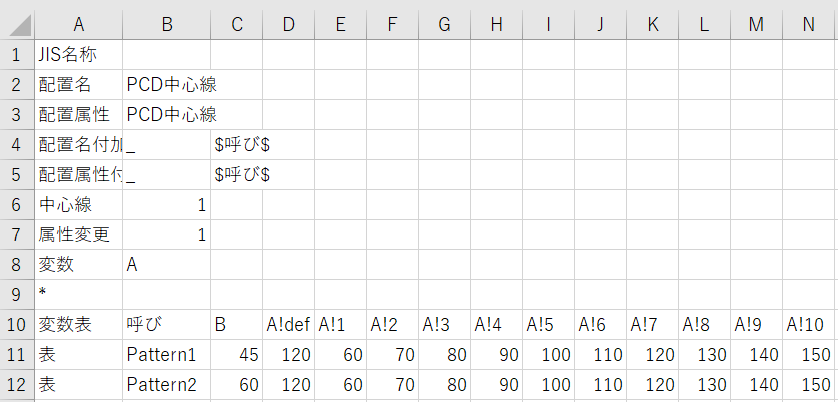 A B C D E F G H I J K L M N
1 JIS名称
2 配置名 PCD中心線
3 配置属性 PCD中心線
4 配置名付加 _ $呼び$
5 配置属性付 _ $呼び$
6 中心線 1
7 属性変更 1
8 変数 A
9 *
10 変数表 呼び B A!def A!1 A!2 A!3 A!4 A!5 A!6 A!7 A!8 A!9 A!10
11 表 Pattern1 45 120 60 70 80 90 100 110 120 130 140 150
12 表 Pattern2 60 120 60 70 80 90 100 110 120 130 140 150